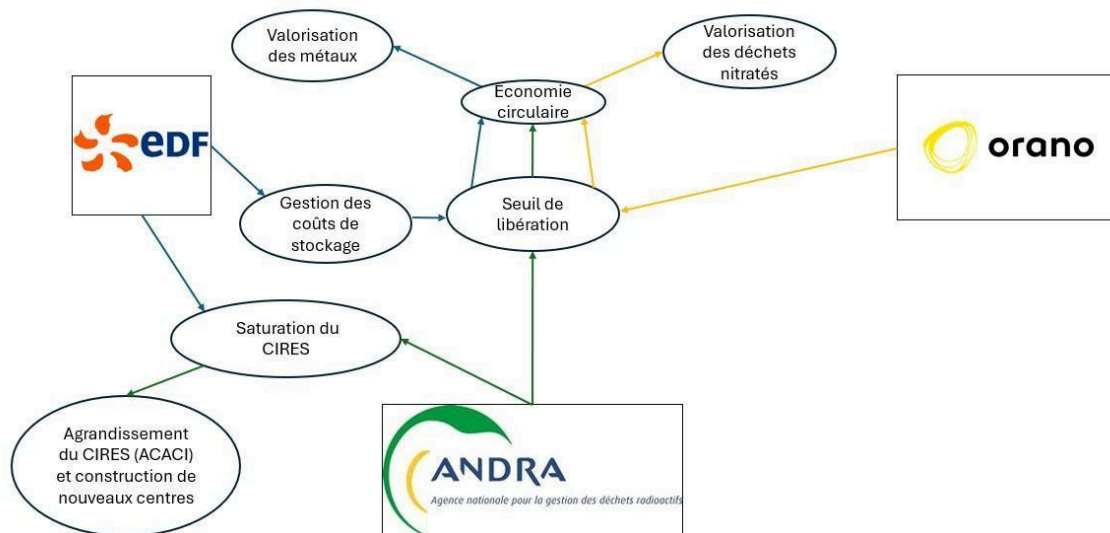 Valorisation
des métaux
Valorisation
des déchets
nitratés
Economie
circulaire
eDF
orano
Gestion des
coûts de
stockage
Seuil de
libération
Saturation du
CIRES
Agrandissement
du CIRES (ACACI)
et construction de
nouveaux centres
ANDRA
Agence nationale pour la gestion des déchets radioactifs